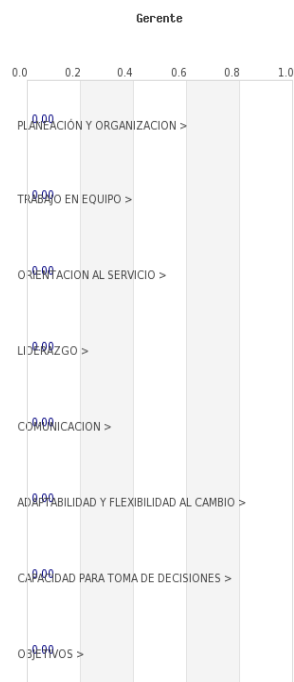 Gerente
0.0 0.2 0.4 0.6 0.8 1.0
0.00
PLANEACIÓN Y ORGANIZACION >
0.00
TRABAJO EN EQUIPO >
0.00
ORIENTACION AL SERVICIO >
0.00
LIDERAZGO >
0.00
COMUNICACION >
0.00
ADAPTABILIDAD Y FLEXIBILIDAD AL CAMBIO >
0.00
CAPACIDAD PARA TOMA DE DECISIONES >
0.00
OBJETIVOS >